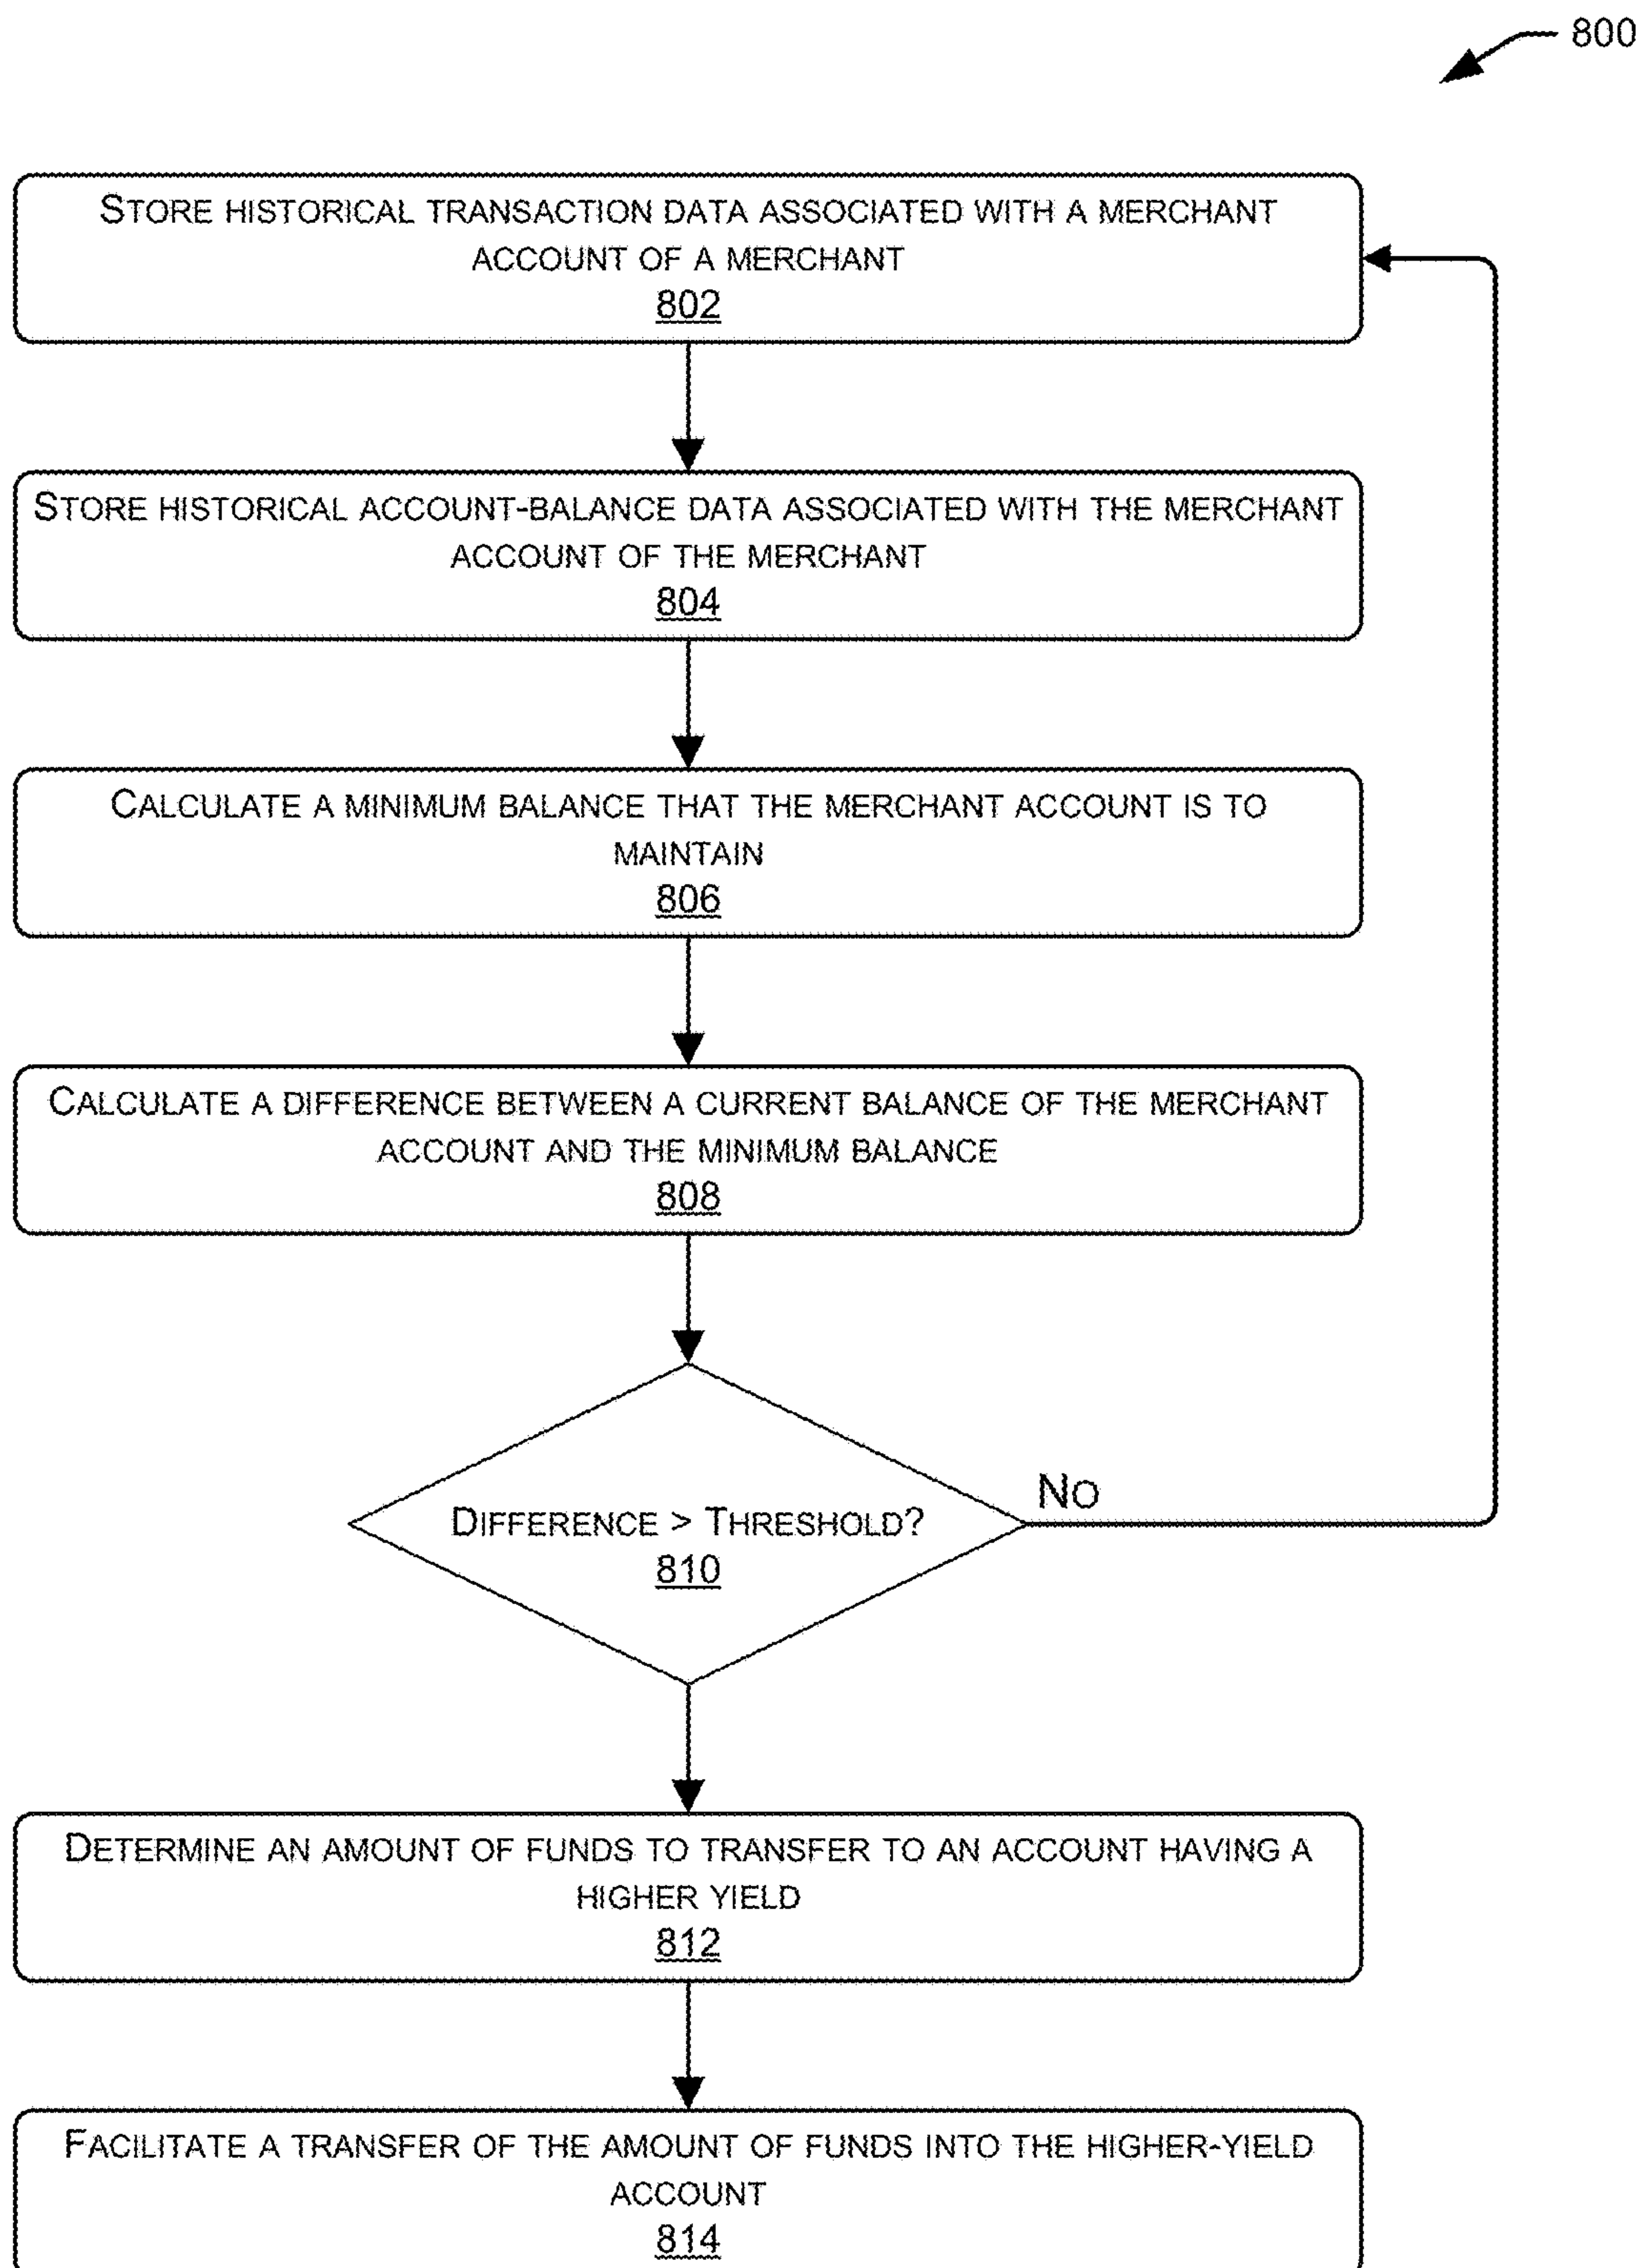 800
STORE HISTORICAL TRANSACTION DATA ASSOCIATED WITH A MERCHANT
ACCOUNT OF A MERCHANT
802
STORE HISTORICAL ACCOUNT-BALANCE DATA ASSOCIATED WITH THE MERCHANT
ACCOUNT OF THE MERCHANT
804
CALCULATE A MINIMUM BALANCE THAT THE MERCHANT ACCOUNT IS TO
MAINTAIN
806
CALCULATE A DIFFERENCE BETWEEN A CURRENT BALANCE OF THE MERCHANT
ACCOUNT AND THE MINIMUM BALANCE
808
NO
DIFFERENCE > THRESHOLD?
810
DETERMINE AN AMOUNT OF FUNDS TO TRANSFER TO AN ACCOUNT HAVING A
HIGHER YIELD
812
FACILITATE A TRANSFER OF THE AMOUNT OF FUNDS INTO THE HIGHER-YIELD
ACCOUNT
814